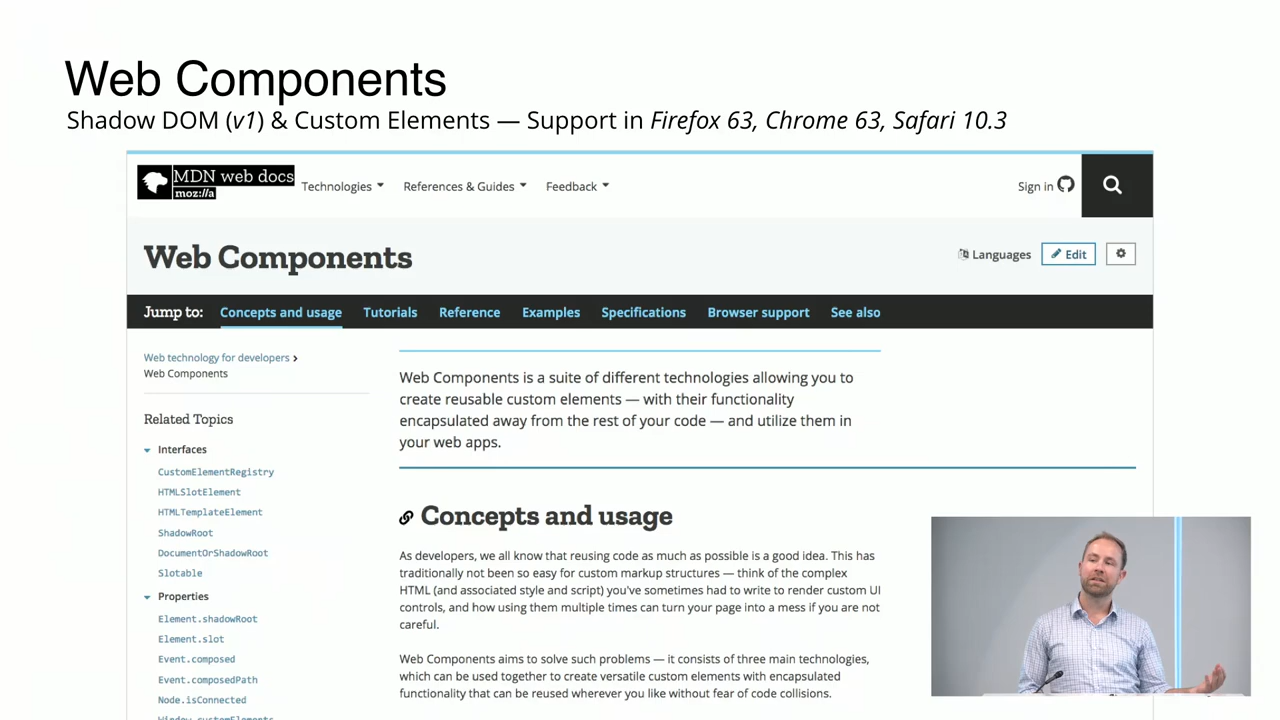 Web Components
Shadow DOM (v1) & Custom Elements — Support in Firefox 63, Chrome 63, Safari 10.3
MDN web docs
moz://a
Technologies
References & Guides
Feedback
Sign in
Web Components
Languages
Edit
Jump to:
Concepts and usage
Tutorials
Reference
Examples
Specifications
Browser support
See also
Web technology for developers ›
Web Components
Related Topics
Interfaces
CustomElementRegistry
HTMLSlotElement
HTMLTemplateElement
ShadowRoot
DocumentOrShadowRoot
Slotable
Properties
Element.shadowRoot
Element.slot
Event.composed
Event.composedPath
Node.isConnected
Window.customElements
Web Components is a suite of different technologies allowing you to
create reusable custom elements — with their functionality
encapsulated away from the rest of your code — and utilize them in
your web apps.
Concepts and usage
As developers, we all know that reusing code as much as possible is a good idea. This has
traditionally not been so easy for custom markup structures — think of the complex
HTML (and associated style and script) you've sometimes had to write to render custom UI
controls, and how using them multiple times can turn your page into a mess if you are not
careful.
Web Components aims to solve such problems — it consists of three main technologies,
which can be used together to create versatile custom elements with encapsulated
functionality that can be reused wherever you like without fear of code collisions.